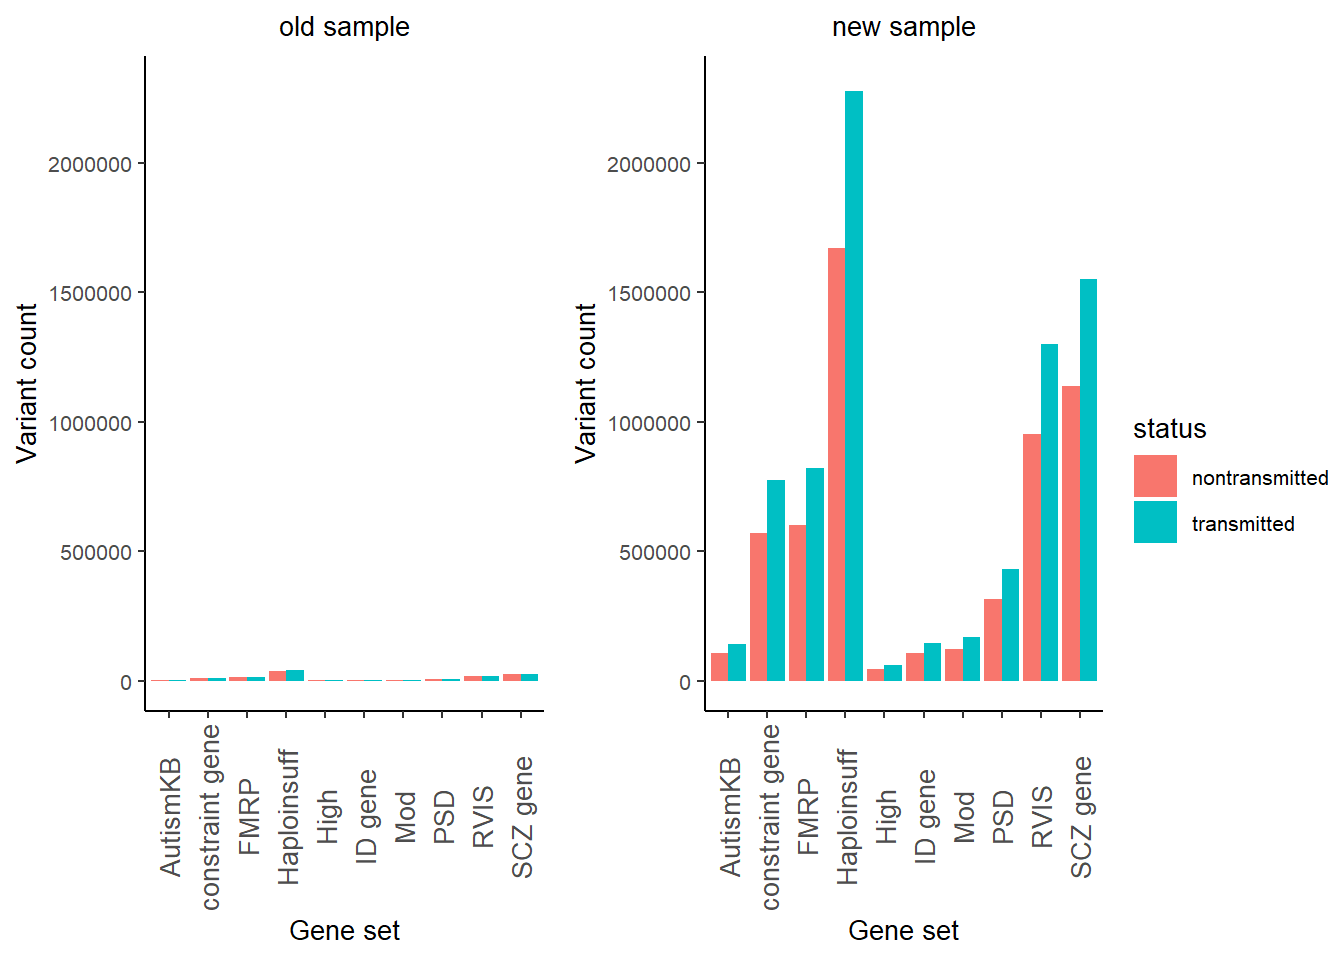 old sample
new sample
Variant count
2000000
1500000
1000000
500000
0
AutismKB
constraint gene
FMRP
Haploinsuff
High
ID gene
Mod
PSD
RVIS
SCZ gene
Gene set
Variant count
2000000
1500000
1000000
500000
0
AutismKB
constraint gene
FMRP
Haploinsuff
High
ID gene
Mod
PSD
RVIS
SCZ gene
Gene set
status
nontransmitted
transmitted